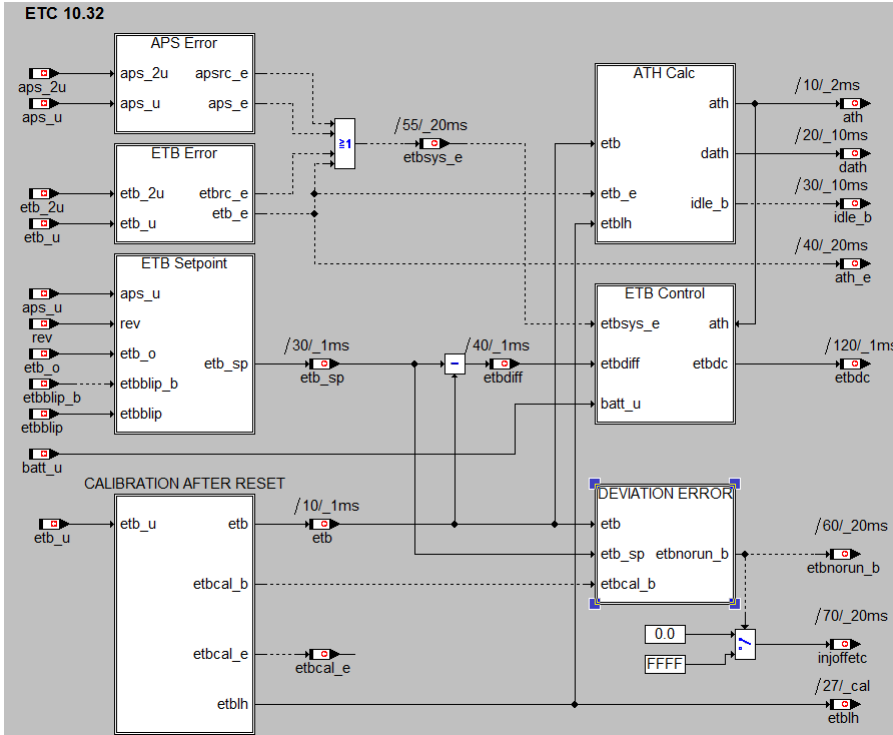 ETC 10.32
APS Error
aps_2u
aps_2u apsrc_e
aps_u
aps_u aps_e
≥1
/55/_20ms
etbsys_e
ETB Error
etb_2u
etb_2u etbrc_e
etb_u
etb_u etb_e
ETB Setpoint
aps_u
aps_u
rev
rev
etb_o
etb_o
etbblip_b
etbblip_b
etbblip
etbblip
etb_sp
/30/_1ms
etb_sp
-
/40/_1ms
etbdiff
batt_u
ATH Calc
ath
etb
dath
etb_e
idle_b
etblh
/10/_2ms
ath
/20/_10ms
dath
/30/_10ms
idle_b
/40/_20ms
ath_e
ETB Control
etbsys_e ath
etbdiff etbdc
batt_u
/120/_1ms
etbdc
CALIBRATION AFTER RESET
etb_u
etb_u etb
etbcal_b
etbcal_e
etblh
/10/_1ms
etb
etbcal_e
DEVIATION ERROR
etb
etb_sp etbnorun_b
etbcal_b
/60/_20ms
etbnorun_b
0.0
FFFF
/70/_20ms
injoffetc
/27/_cal
etblh